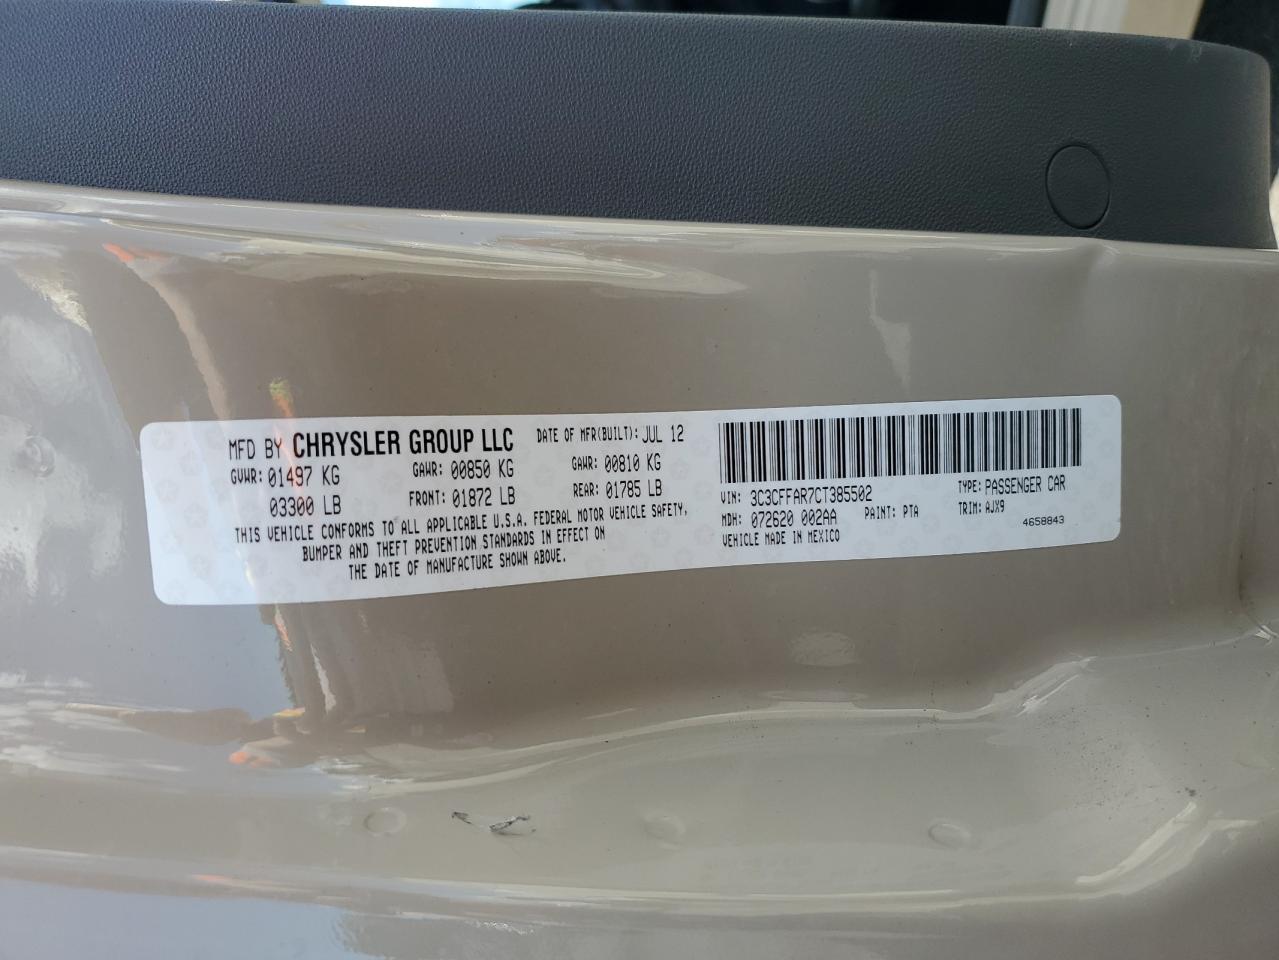 MFD BY CHRYSLER GROUP LLC DATE OF MFR(BUILT): JUL 12
GVWR: 01497 KG GAWR: 00850 KG GAWR: 00810 KG
03300 LB FRONT: 01872 LB REAR: 01785 LB
THIS VEHICLE CONFORMS TO ALL APPLICABLE U.S.A. FEDERAL MOTOR VEHICLE SAFETY,
BUMPER AND THEFT PREVENTION STANDARDS IN EFFECT ON
THE DATE OF MANUFACTURE SHOWN ABOVE.
VIN: 3C3CFFAR7CT385502 TYPE: PASSENGER CAR
MDH: 072620 002AA PAINT: PTA TRIM: AJX9
VEHICLE MADE IN MEXICO 4658843